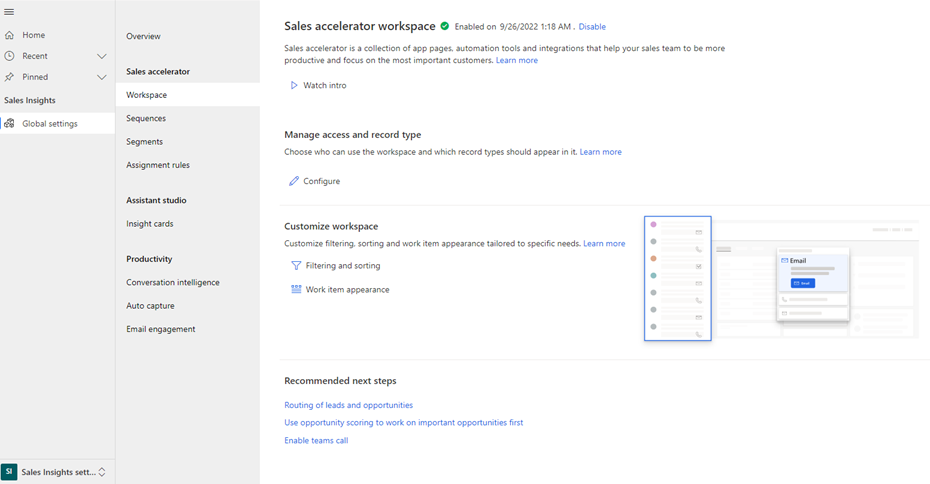 Home
Recent
Pinned
Sales Insights
Global settings
SI
Sales Insights sett...
Overview
Sales accelerator
Workspace
Sequences
Segments
Assignment rules
Assistant studio
Insight cards
Productivity
Conversation intelligence
Auto capture
Email engagement
Sales accelerator workspace Enabled on 9/26/2022 1:18 AM . Disable
Sales accelerator is a collection of app pages, automation tools and integrations that help your sales team to be more
productive and focus on the most important customers. Learn more
Watch intro
Manage access and record type
Choose who can use the workspace and which record types should appear in it. Learn more
Configure
Customize workspace
Customize filtering, sorting and work item appearance tailored to specific needs. Learn more
Filtering and sorting
Work item appearance
Email
Email
Recommended next steps
Routing of leads and opportunities
Use opportunity scoring to work on important opportunities first
Enable teams call